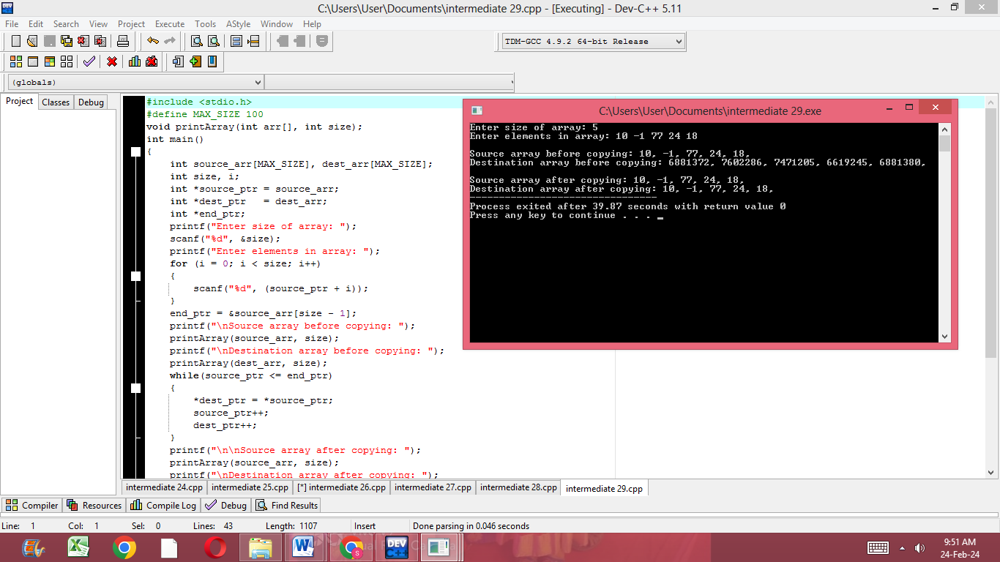 C:\Users\User\Documents\intermediate 29.cpp - [Executing] - Dev-C++ 5.11
File Edit Search View Project Execute Tools AStyle Window Help
TDM-GCC 4.9.2 64-bit Release
(globals)
Project Classes Debug
#include <stdio.h>
#define MAX_SIZE 100
void printArray(int arr[], int size);
int main()
{
int source_arr[MAX_SIZE], dest_arr[MAX_SIZE];
int size, i;
int *source_ptr = source_arr;
int *dest_ptr   = dest_arr;
int *end_ptr;
printf("Enter size of array: ");
scanf("%d", &size);
printf("Enter elements in array: ");
for (i = 0; i < size; i++)
{
scanf("%d", (source_ptr + i));
}
end_ptr = &source_arr[size - 1];
printf("\nSource array before copying: ");
printArray(source_arr, size);
printf("\nDestination array before copying: ");
printArray(dest_arr, size);
while(source_ptr <= end_ptr)
{
*dest_ptr = *source_ptr;
source_ptr++;
dest_ptr++;
}
printf("\n\nSource array after copying: ");
printArray(source_arr, size);
printf("\nDestination array after copying: ");
C:\Users\User\Documents\intermediate 29.exe
Enter size of array: 5
Enter elements in array: 10 -1 77 24 18
Source array before copying: 10, -1, 77, 24, 18,
Destination array before copying: 6881372, 7602286, 7471205, 6619245, 6881380,
Source array after copying: 10, -1, 77, 24, 18,
Destination array after copying: 10, -1, 77, 24, 18,
--------------------------------
Process exited after 39.87 seconds with return value 0
Press any key to continue . . . _
intermediate 24.cpp intermediate 25.cpp [*] intermediate 26.cpp intermediate 27.cpp intermediate 28.cpp intermediate 29.cpp
Compiler Resources Compile Log Debug Find Results
Line: 1 Col: 1 Sel: 0 Lines: 43 Length: 1107 Insert Done parsing in 0.046 seconds
DEV C++
9:51 AM
24-Feb-24